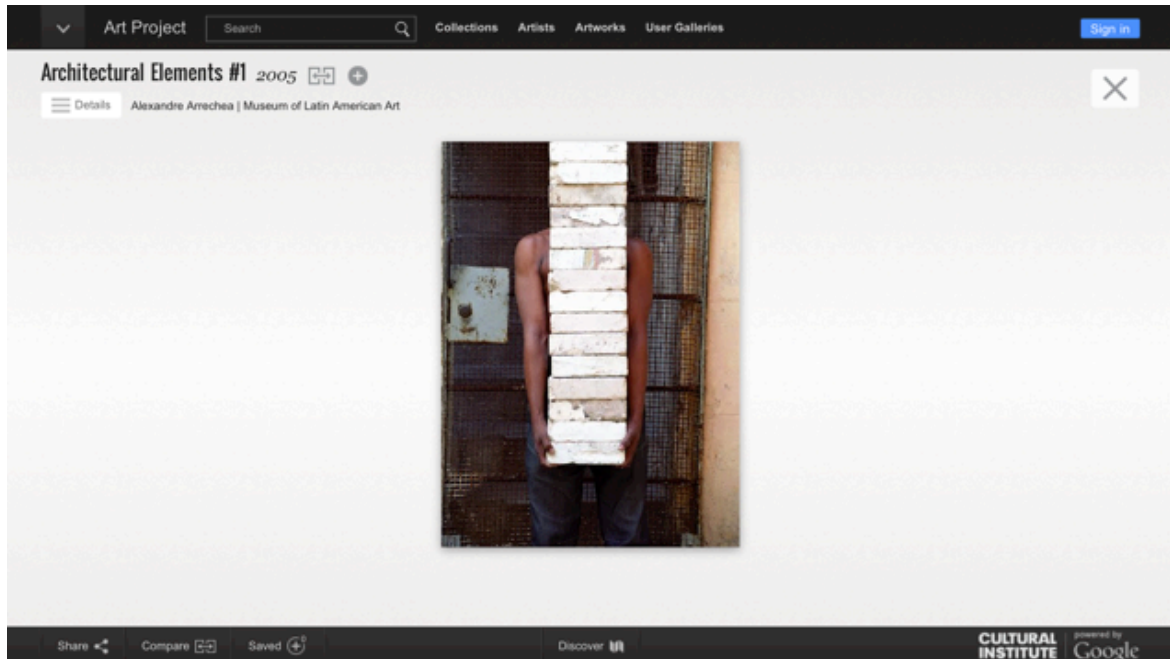 Art Project Search Collections Artists Artworks User Galleries Sign in
Architectural Elements #1 2005
Details Alexandre Arrechea | Museum of Latin American Art
Share Compare Saved 0 Discover CULTURAL INSTITUTE powered by Google